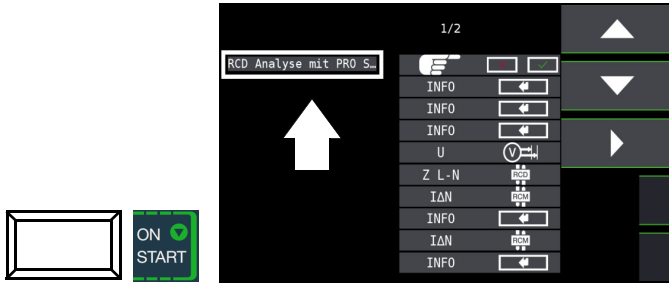 1/2
RCD Analyse mit PRO S…
INFO
INFO
INFO
U
V
Z L-N
RCD
IΔN
RCM
INFO
IΔN
RCM
INFO
ON
START